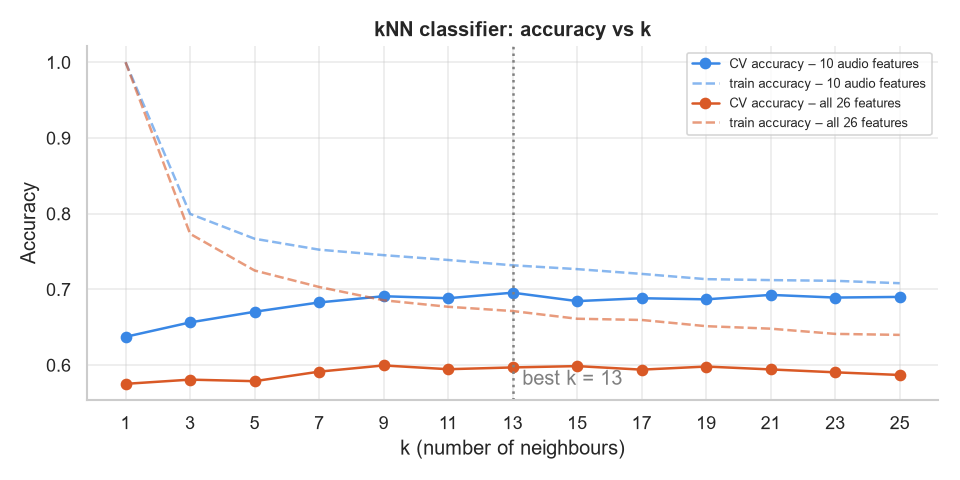 kNN classifier: accuracy vs k
CV accuracy – 10 audio features
train accuracy – 10 audio features
CV accuracy – all 26 features
train accuracy – all 26 features
Accuracy
1.0
0.9
0.8
0.7
0.6
best k = 13
1 3 5 7 9 11 13 15 17 19 21 23 25
k (number of neighbours)